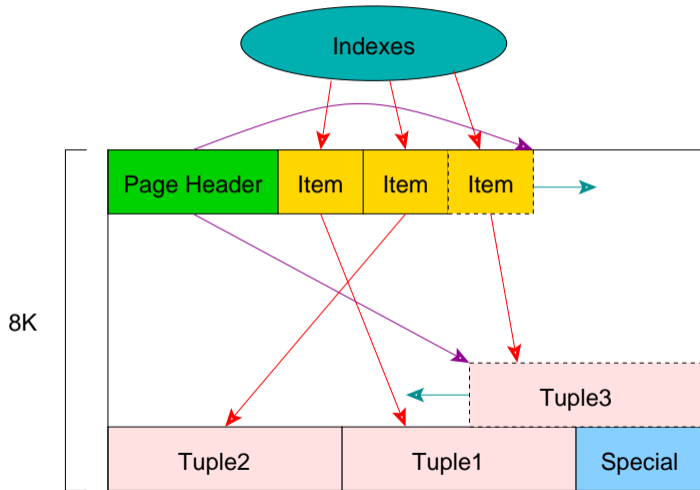 Indexes
Page Header Item Item Item
8K
Tuple3
Tuple2 Tuple1 Special